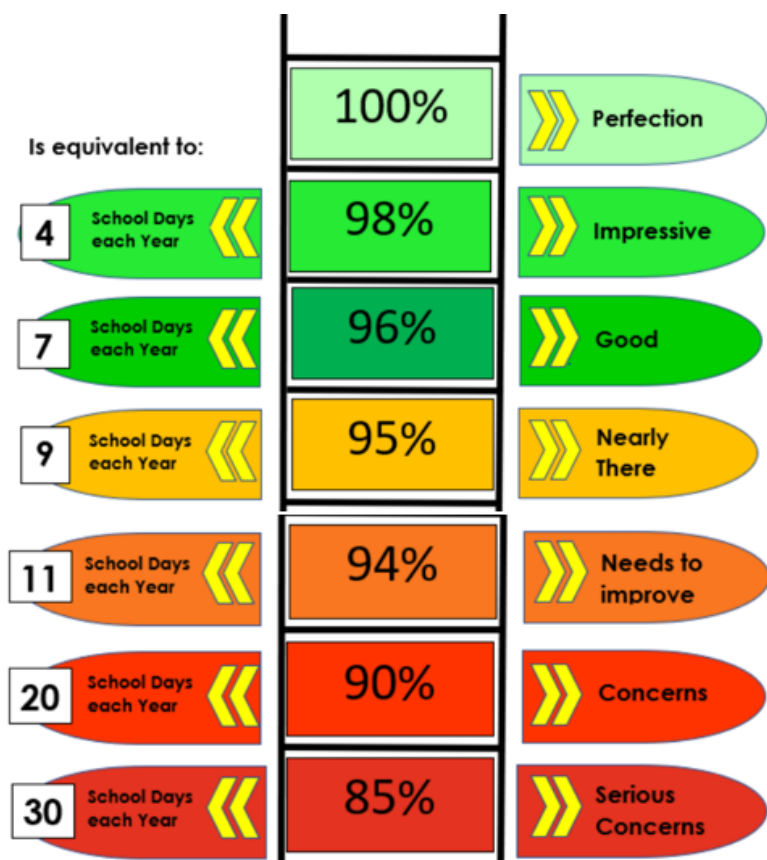 100%
Perfection
Is equivalent to:
4
School Days
each Year
98%
Impressive
7
School Days
each Year
96%
Good
9
School Days
each Year
95%
Nearly
There
11
School Days
each Year
94%
Needs to
improve
20
School Days
each Year
90%
Concerns
30
School Days
each Year
85%
Serious
Concerns